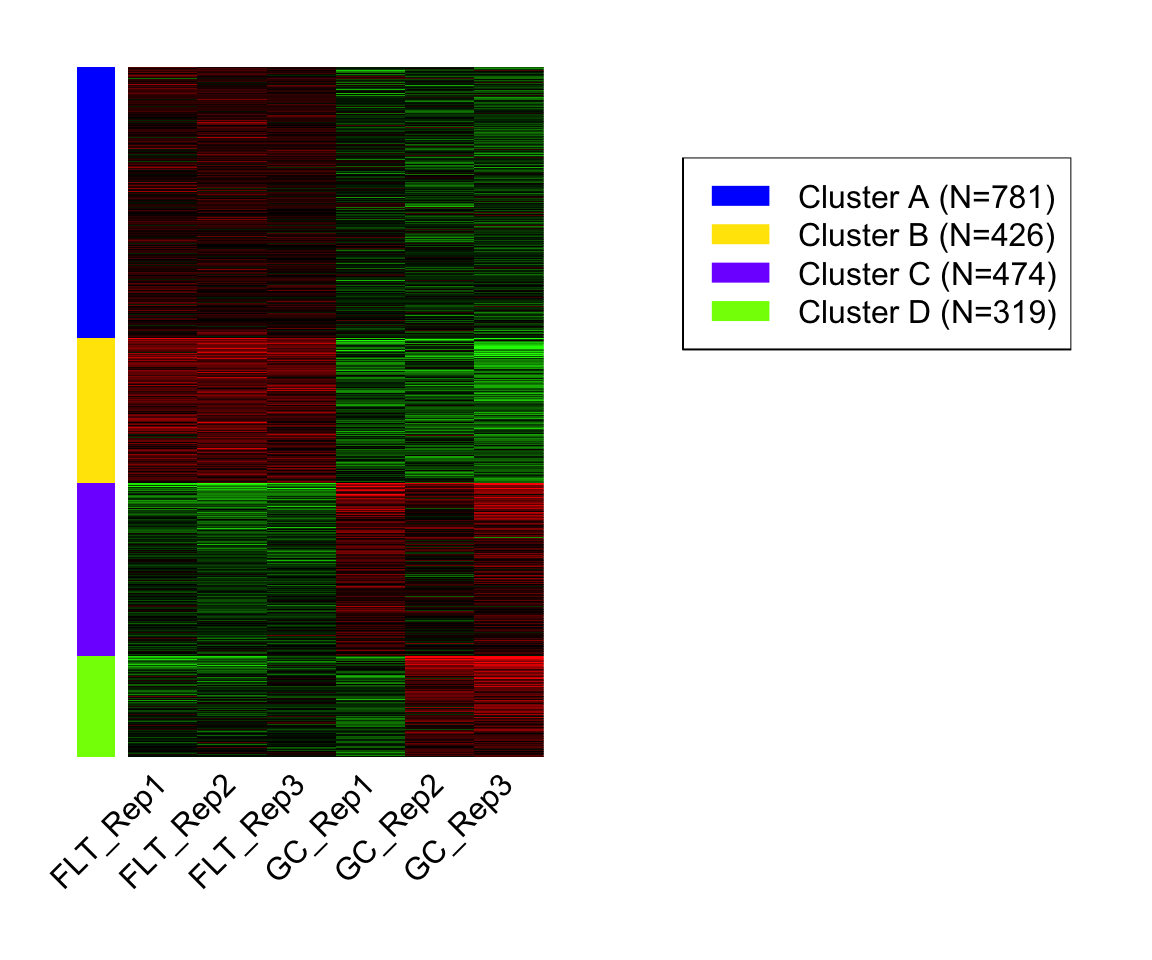 Cluster A (N=781)
Cluster B (N=426)
Cluster C (N=474)
Cluster D (N=319)
FLT_Rep1
FLT_Rep2
FLT_Rep3
GC_Rep1
GC_Rep2
GC_Rep3